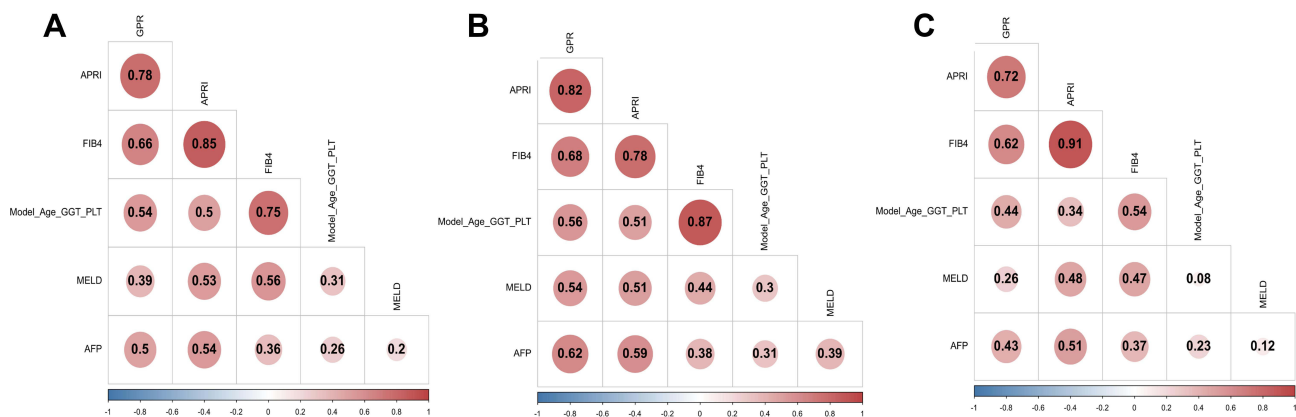 A
GPR
APRI
0.78
APRI
FIB4
0.66
0.85
FIB4
Model_Age_GGT_PLT
Model_Age_GGT_PLT
0.54
0.5
0.75
MELD
0.39
0.53
0.56
0.31
MELD
AFP
0.5
0.54
0.36
0.26
0.2
-1
-0.8
-0.6
-0.4
-0.2
0
0.2
0.4
0.6
0.8
1
B
GPR
APRI
0.82
APRI
FIB4
0.68
0.78
FIB4
Model_Age_GGT_PLT
Model_Age_GGT_PLT
0.56
0.51
0.87
MELD
0.54
0.51
0.44
0.3
MELD
AFP
0.62
0.59
0.38
0.31
0.39
-1
-0.8
-0.6
-0.4
-0.2
0
0.2
0.4
0.6
0.8
1
C
GPR
APRI
0.72
APRI
FIB4
0.62
0.91
FIB4
Model_Age_GGT_PLT
Model_Age_GGT_PLT
0.44
0.34
0.54
MELD
0.26
0.48
0.47
0.08
MELD
AFP
0.43
0.51
0.37
0.23
0.12
-1
-0.8
-0.6
-0.4
-0.2
0
0.2
0.4
0.6
0.8
1